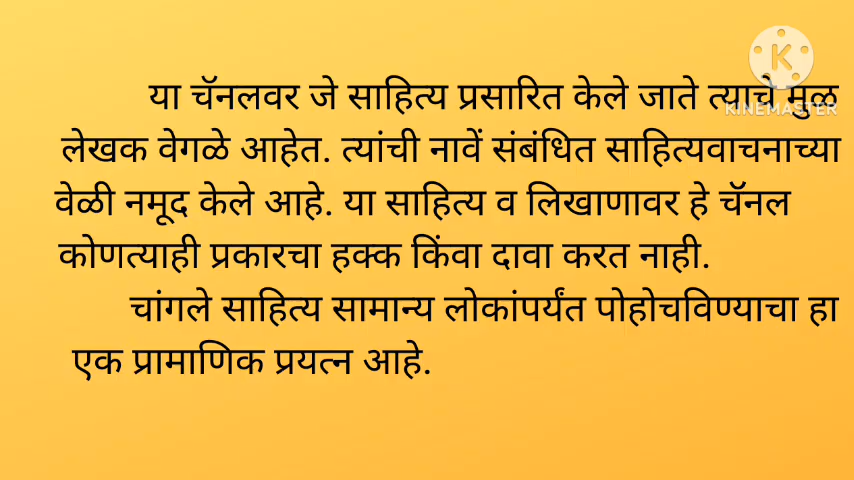 या चॅनलवर जे साहित्य प्रसारित केले जाते त्याचे मुळ
लेखक वेगळे आहेत. त्यांची नावें संबंधित साहित्यवाचनाच्या
वेळी नमूद केले आहे. या साहित्य व लिखाणावर हे चॅनल
कोणत्याही प्रकारचा हक्क किंवा दावा करत नाही.
चांगले साहित्य सामान्य लोकांपर्यंत पोहोचविण्याचा हा
एक प्रामाणिक प्रयत्न आहे.
K
KINEMASTER